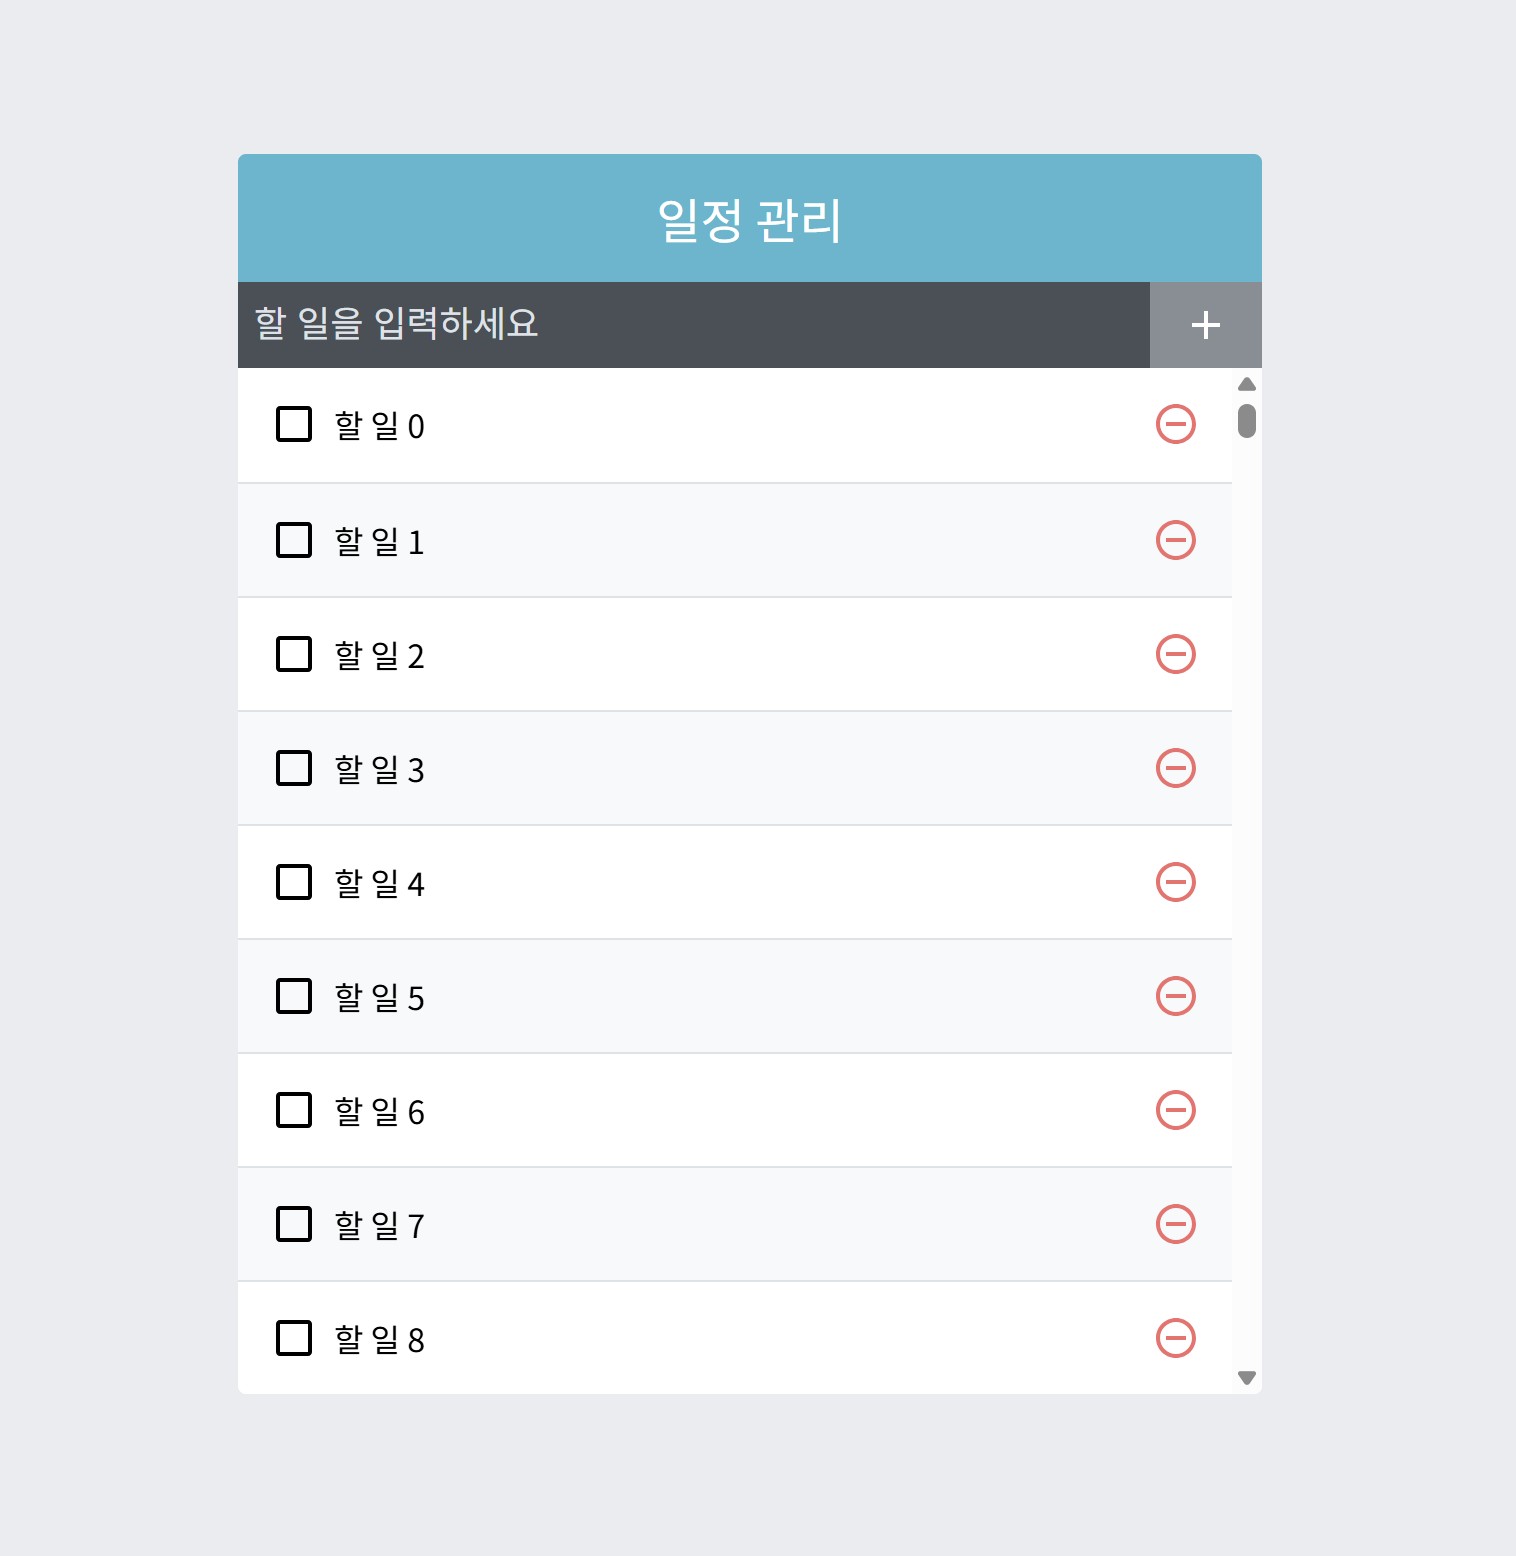 일정 관리
할 일을 입력하세요
할 일 0
할 일 1
할 일 2
할 일 3
할 일 4
할 일 5
할 일 6
할 일 7
할 일 8